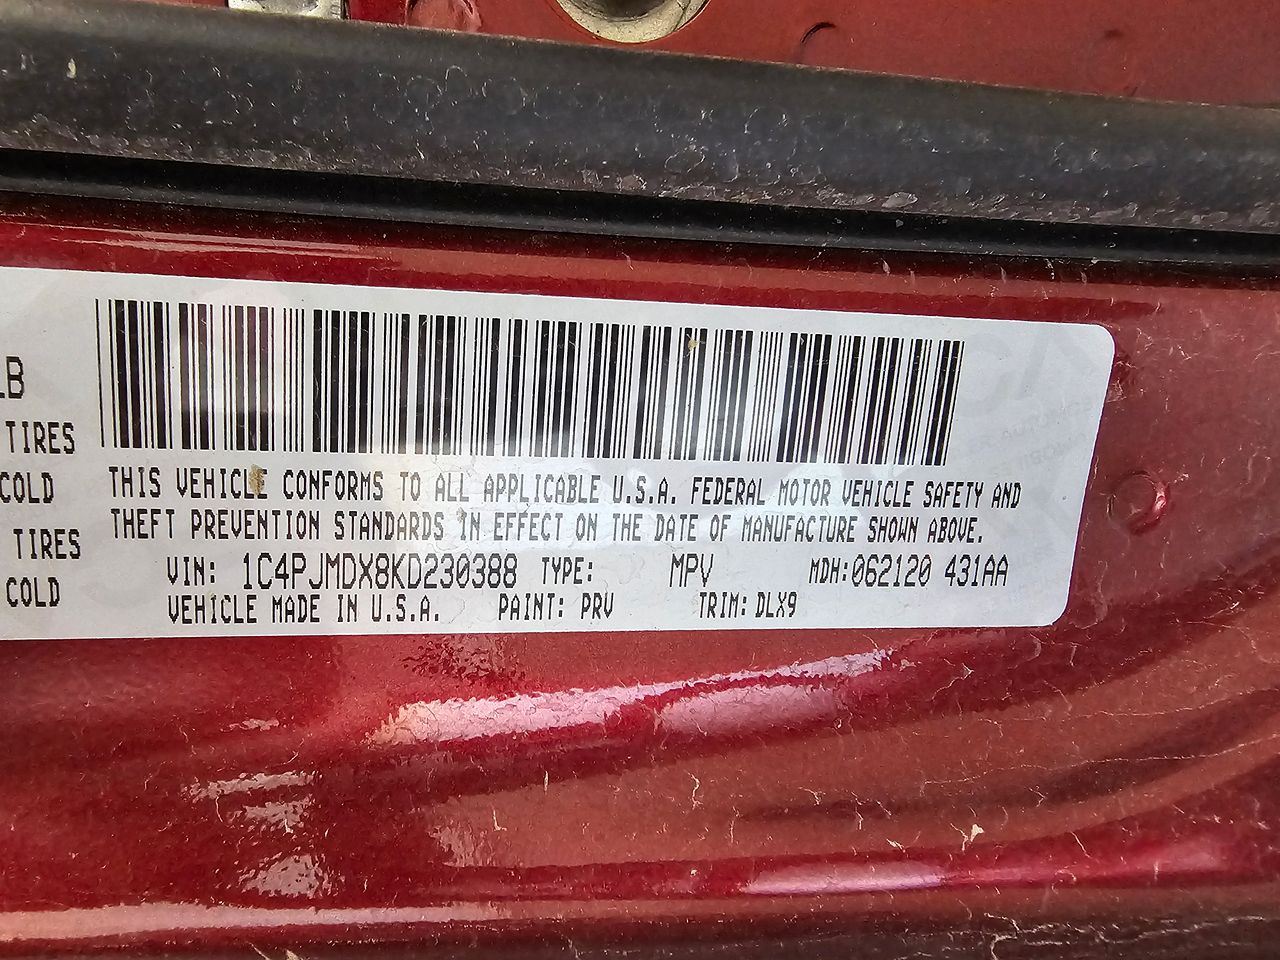 LB
TIRES
COLD
TIRES
COLD
THIS VEHICLE CONFORMS TO ALL APPLICABLE U.S.A. FEDERAL MOTOR VEHICLE SAFETY AND
THEFT PREVENTION STANDARDS IN EFFECT ON THE DATE OF MANUFACTURE SHOWN ABOVE.
VIN: 1C4PJMDX8KD230388 TYPE: MPV MDH:062120 431AA
VEHICLE MADE IN U.S.A. PAINT: PRV TRIM: DLX9